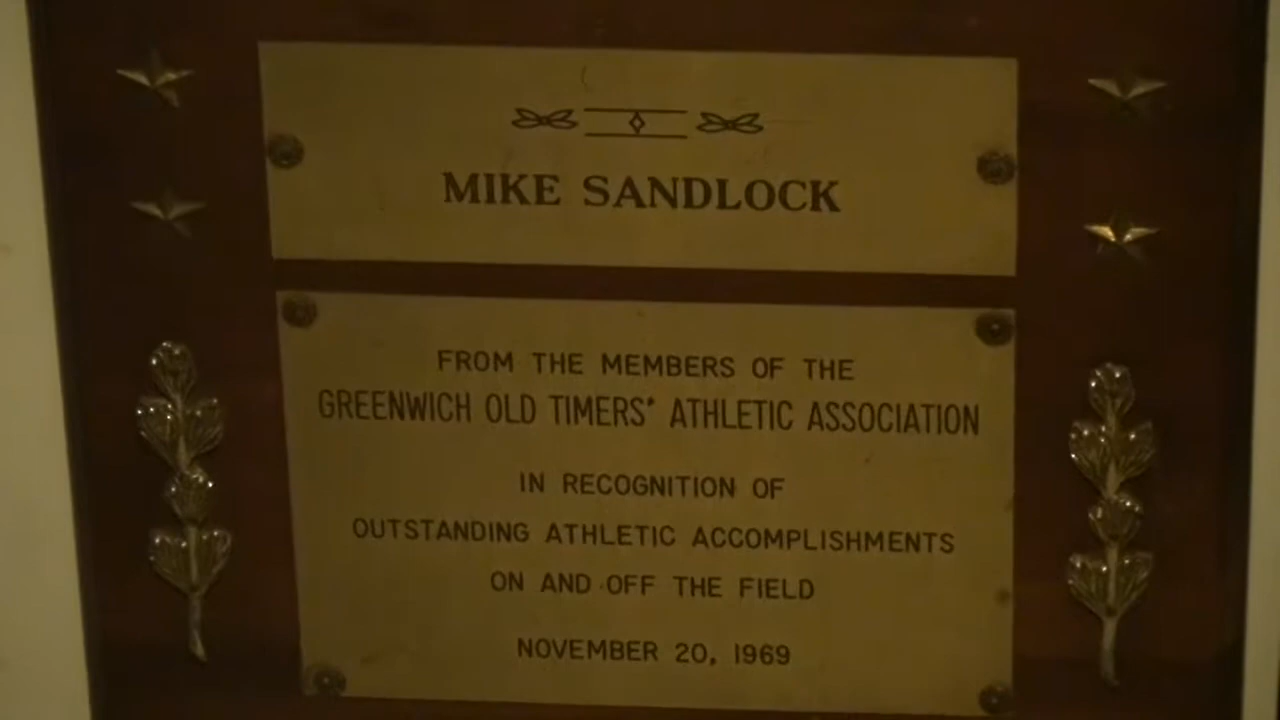 MIKE SANDLOCK
FROM THE MEMBERS OF THE
GREENWICH OLD TIMERS' ATHLETIC ASSOCIATION
IN RECOGNITION OF
OUTSTANDING ATHLETIC ACCOMPLISHMENTS
ON AND OFF THE FIELD
NOVEMBER 20, 1969